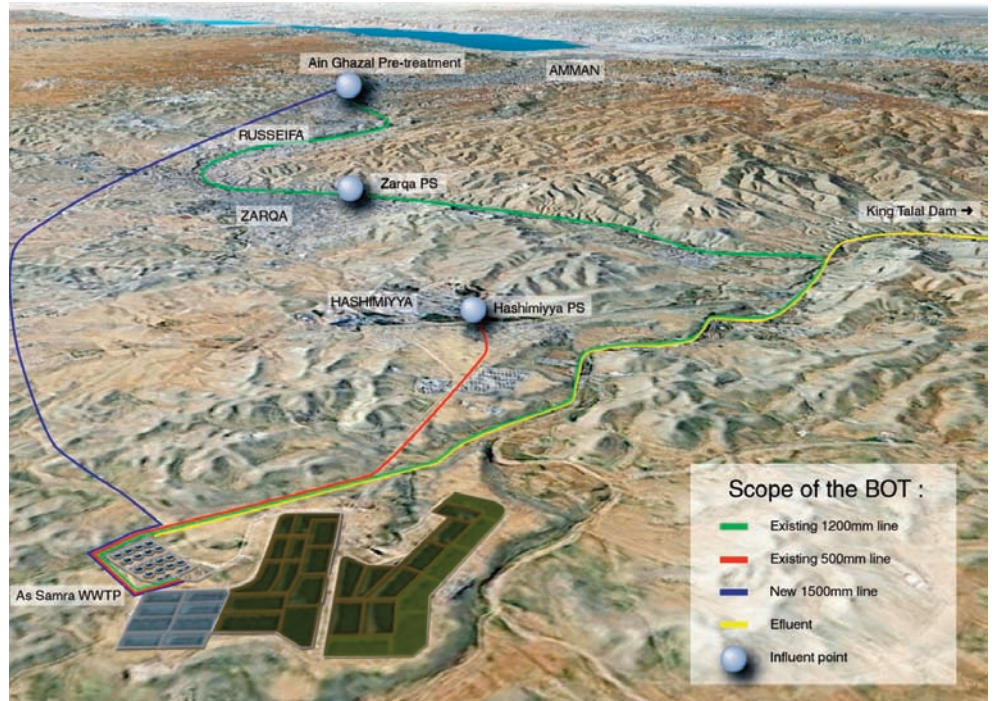 Ain Ghazal Pre-treatment
AMMAN
RUSSEIFA
Zarqa PS
ZARQA
King Talal Dam →
HASHIMIYYA
Hashimiyya PS
As Samra WWTP
Scope of the BOT :
Existing 1200mm line
Existing 500mm line
New 1500mm line
Efluent
Influent point